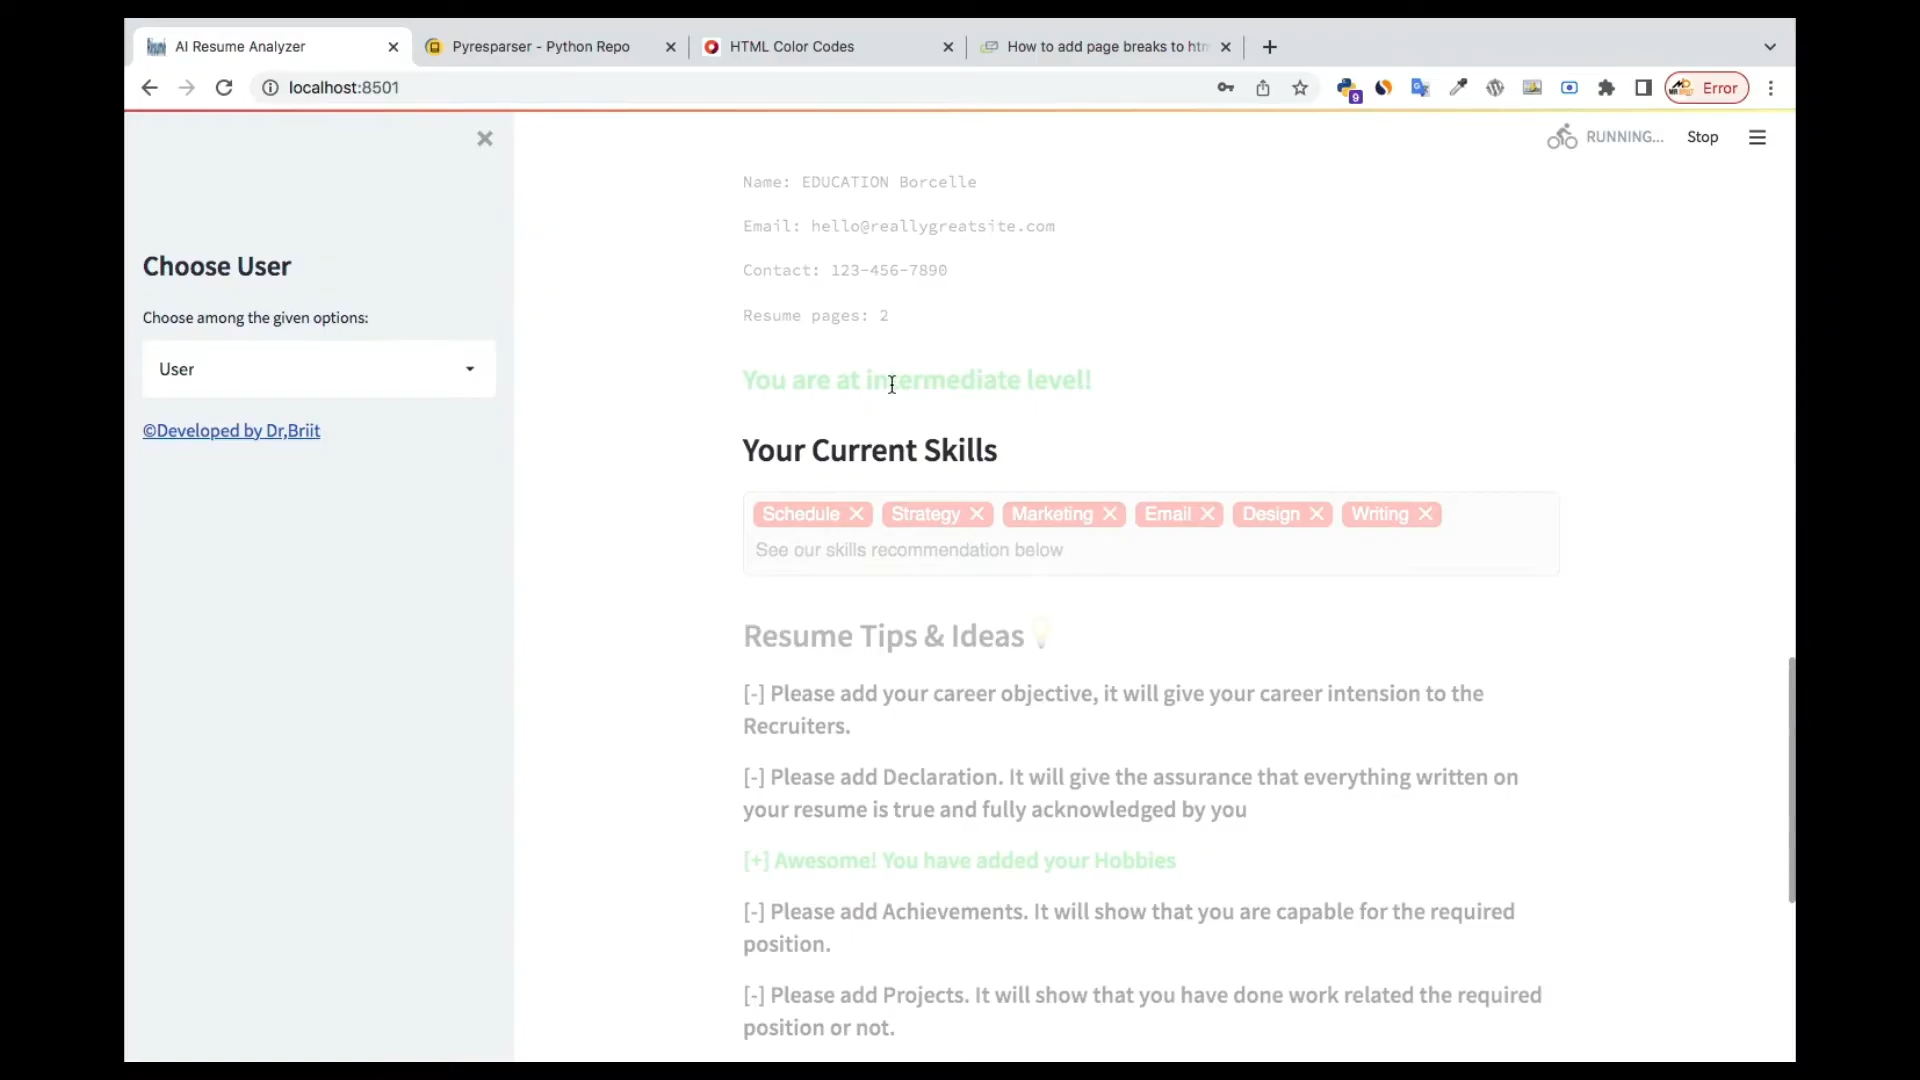 AI Resume Analyzer
Pyresparser - Python Repo
HTML Color Codes
How to add page breaks to htm
localhost:8501
9
Error
RUNNING...
Stop
Choose User
Choose among the given options:
User
©Developed by Dr,Briit
Name: EDUCATION Borcelle
Email: hello@reallygreatsite.com
Contact: 123-456-7890
Resume pages: 2
You are at intermediate level!
Your Current Skills
Schedule Strategy Marketing Email Design Writing
See our skills recommendation below
Resume Tips & Ideas
[-] Please add your career objective, it will give your career intension to the
Recruiters.
[-] Please add Declaration. It will give the assurance that everything written on
your resume is true and fully acknowledged by you
[+] Awesome! You have added your Hobbies
[-] Please add Achievements. It will show that you are capable for the required
position.
[-] Please add Projects. It will show that you have done work related the required
position or not.